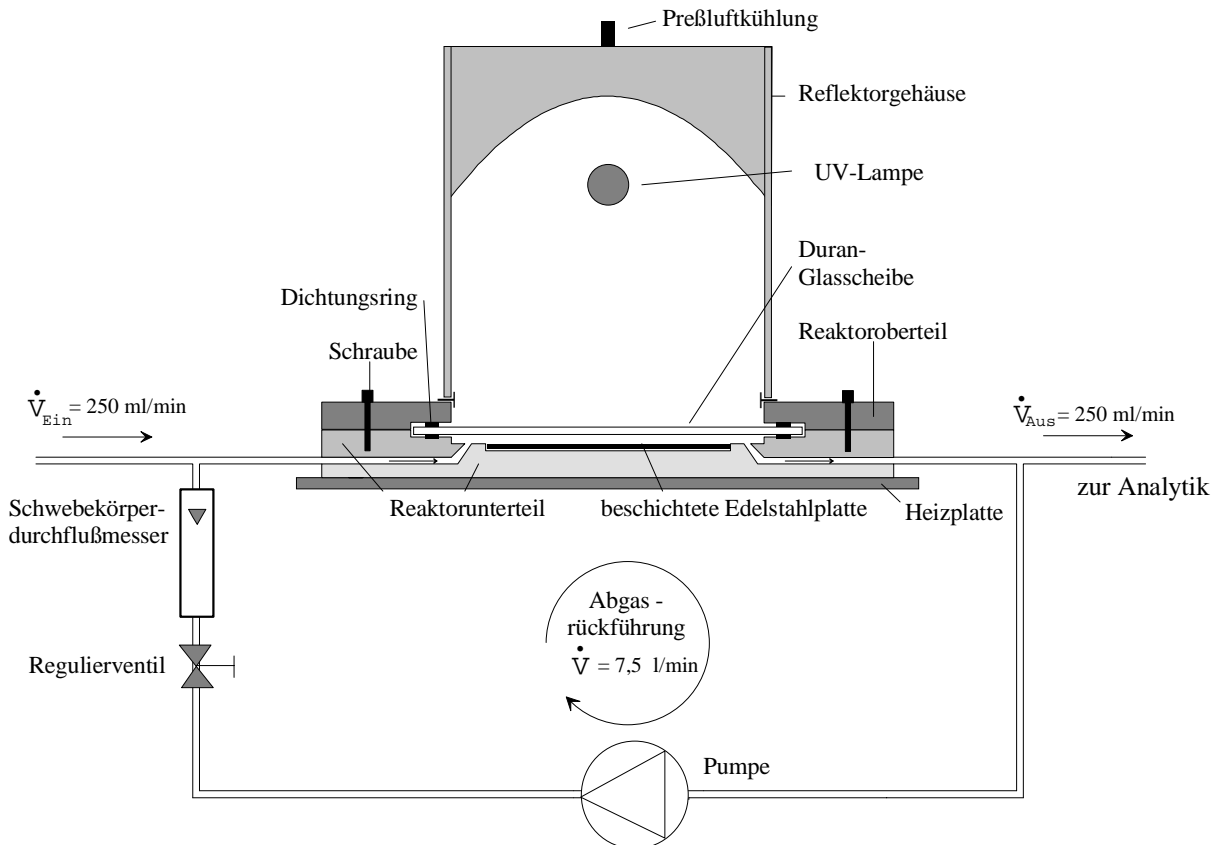 Preßluftkühlung
Reflektorgehäuse
UV-Lampe
Duran-
Glasscheibe
Dichtungsring
Reaktoroberteil
Schraube
V̇Ein = 250 ml/min
V̇Aus = 250 ml/min
zur Analytik
Reaktorunterteil
beschichtete Edelstahlplatte
Heizplatte
Schwebekörper-
durchflußmesser
Abgas -
rückführung
V̇ = 7,5 l/min
Regulierventil
Pumpe